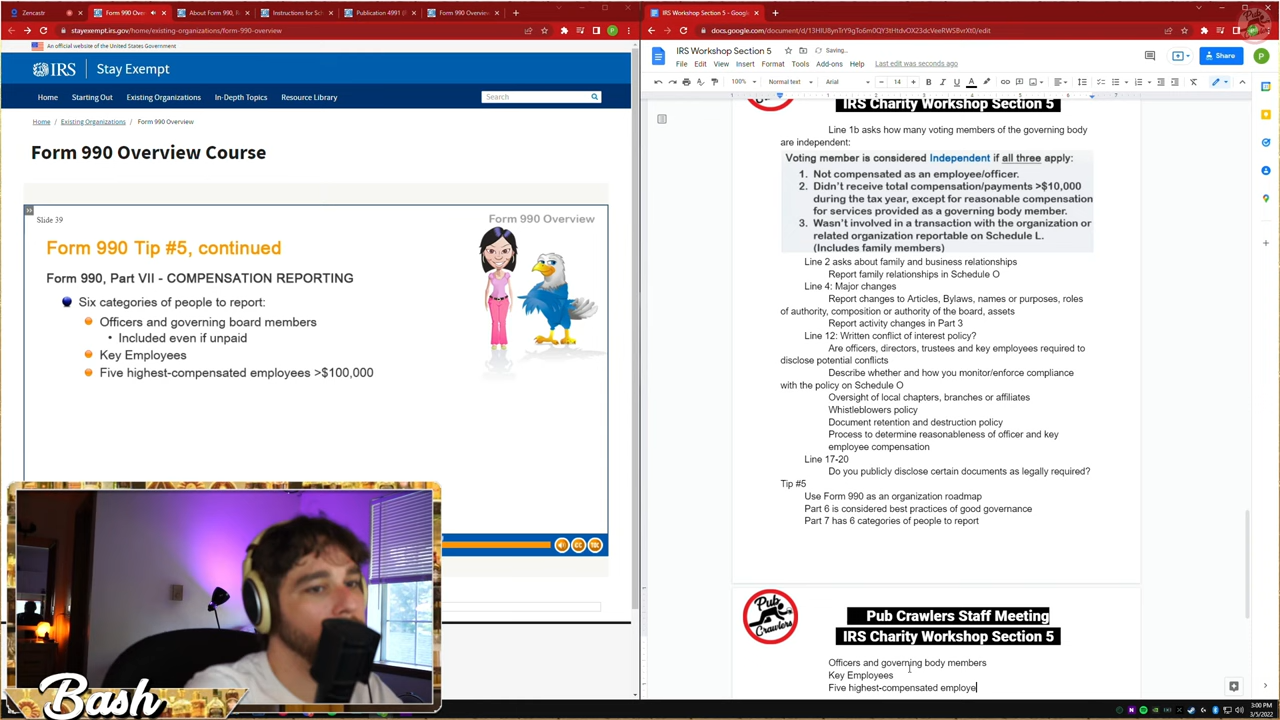 Zencastr
Form 990 Over
About Form 990,
Instructions for Sch
Publication 4991 (
Form 990 Overview
stayexempt.irs.gov/home/existing-organizations/form-990-overview
An official website of the United States Government
IRS
Stay Exempt
Home
Starting Out
Existing Organizations
In-Depth Topics
Resource Library
Search
Home
Existing Organizations
Form 990 Overview
Form 990 Overview Course
Slide 39
Form 990 Overview
Form 990 Tip #5, continued
Form 990, Part VII - COMPENSATION REPORTING
Six categories of people to report:
Officers and governing board members
• Included even if unpaid
Key Employees
Five highest-compensated employees >$100,000
CC
TOC
Bash
IRS Workshop Section 5 - Google
IRS Workshop Section 5
Saving...
File Edit View Insert Format Tools Add-ons Help
Last edit was seconds ago
Share
100%
Normal text
Arial
14
IRS Charity Workshop Section 5
Line 1b asks how many voting members of the governing body
are independent:
Voting member is considered Independent if all three apply:
1. Not compensated as an employee/officer.
2. Didn't receive total compensation/payments >$10,000
during the tax year, except for reasonable compensation
for services provided as a governing body member.
3. Wasn't involved in a transaction with the organization or
related organization reportable on Schedule L.
(Includes family members)
Line 2 asks about family and business relationships
Report family relationships in Schedule O
Line 4: Major changes
Report changes to Articles, Bylaws, names or purposes, roles
of authority, composition or authority of the board, assets
Report activity changes in Part 3
Line 12: Written conflict of interest policy?
Are officers, directors, trustees and key employees required to
disclose potential conflicts
Describe whether and how you monitor/enforce compliance
with the policy on Schedule O
Oversight of local chapters, branches or affiliates
Whistleblowers policy
Document retention and destruction policy
Process to determine reasonableness of officer and key
employee compensation
Line 17-20
Do you publicly disclose certain documents as legally required?
Tip #5
Use Form 990 as an organization roadmap
Part 6 is considered best practices of good governance
Part 7 has 6 categories of people to report
Pub Crawlers
Pub Crawlers Staff Meeting
IRS Charity Workshop Section 5
Officers and governing body members
Key Employees
Five highest-compensated employe
3:00 PM
3/5/2022